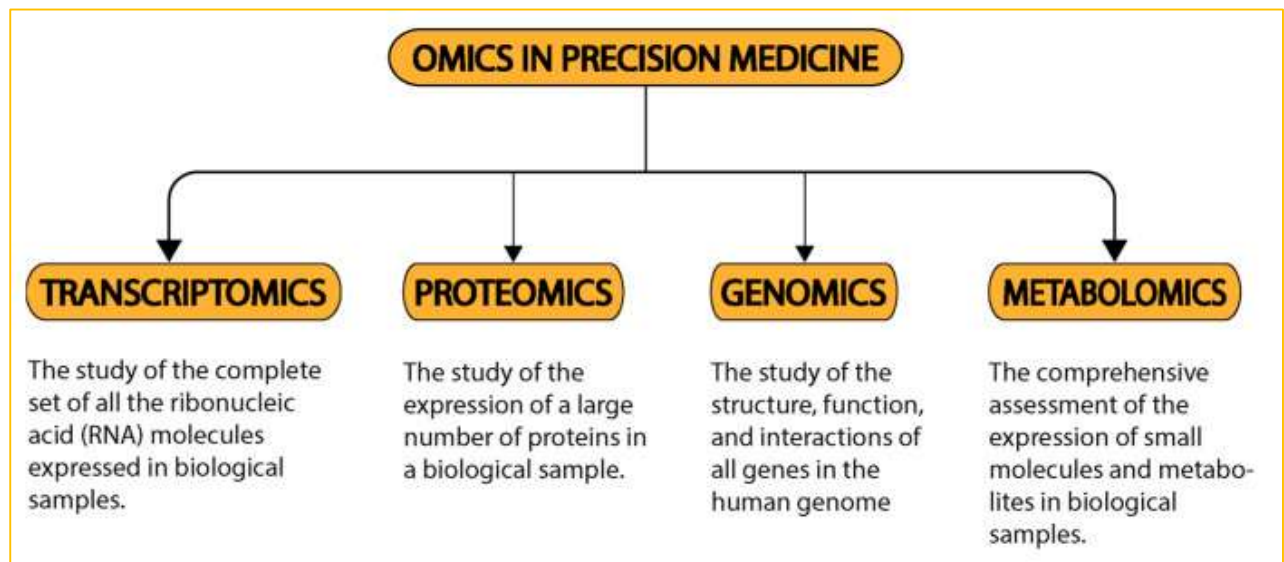 OMICS IN PRECISION MEDICINE
TRANSCRIPTOMICS
The study of the complete
set of all the ribonucleic
acid (RNA) molecules
expressed in biological
samples.
PROTEOMICS
The study of the
expression of a large
number of proteins in
a biological sample.
GENOMICS
The study of the
structure, function,
and interactions of
all genes in the
human genome
METABOLOMICS
The comprehensive
assessment of the
expression of small
molecules and metabo-
lites in biological
samples.